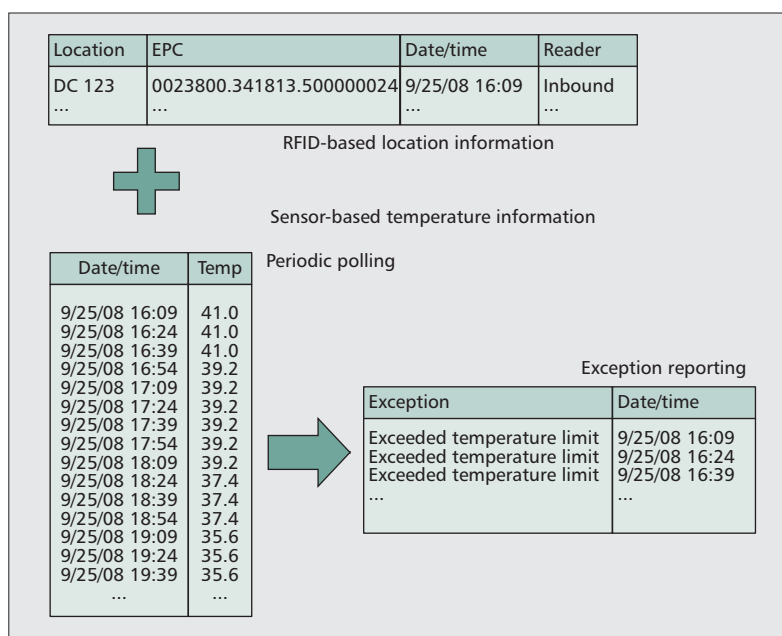 Location EPC Date/time Reader
DC 123 0023800.341813.500000024 9/25/08 16:09 Inbound
... ... ... ...
RFID-based location information
Sensor-based temperature information
Periodic polling
Date/time Temp
9/25/08 16:09 41.0
9/25/08 16:24 41.0
9/25/08 16:39 41.0
9/25/08 16:54 39.2
9/25/08 17:09 39.2
9/25/08 17:24 39.2
9/25/08 17:39 39.2
9/25/08 17:54 39.2
9/25/08 18:09 39.2
9/25/08 18:24 37.4
9/25/08 18:39 37.4
9/25/08 18:54 37.4
9/25/08 19:09 35.6
9/25/08 19:24 35.6
9/25/08 19:39 35.6
... ...
Exception reporting
Exception Date/time
Exceeded temperature limit 9/25/08 16:09
Exceeded temperature limit 9/25/08 16:24
Exceeded temperature limit 9/25/08 16:39
... ...